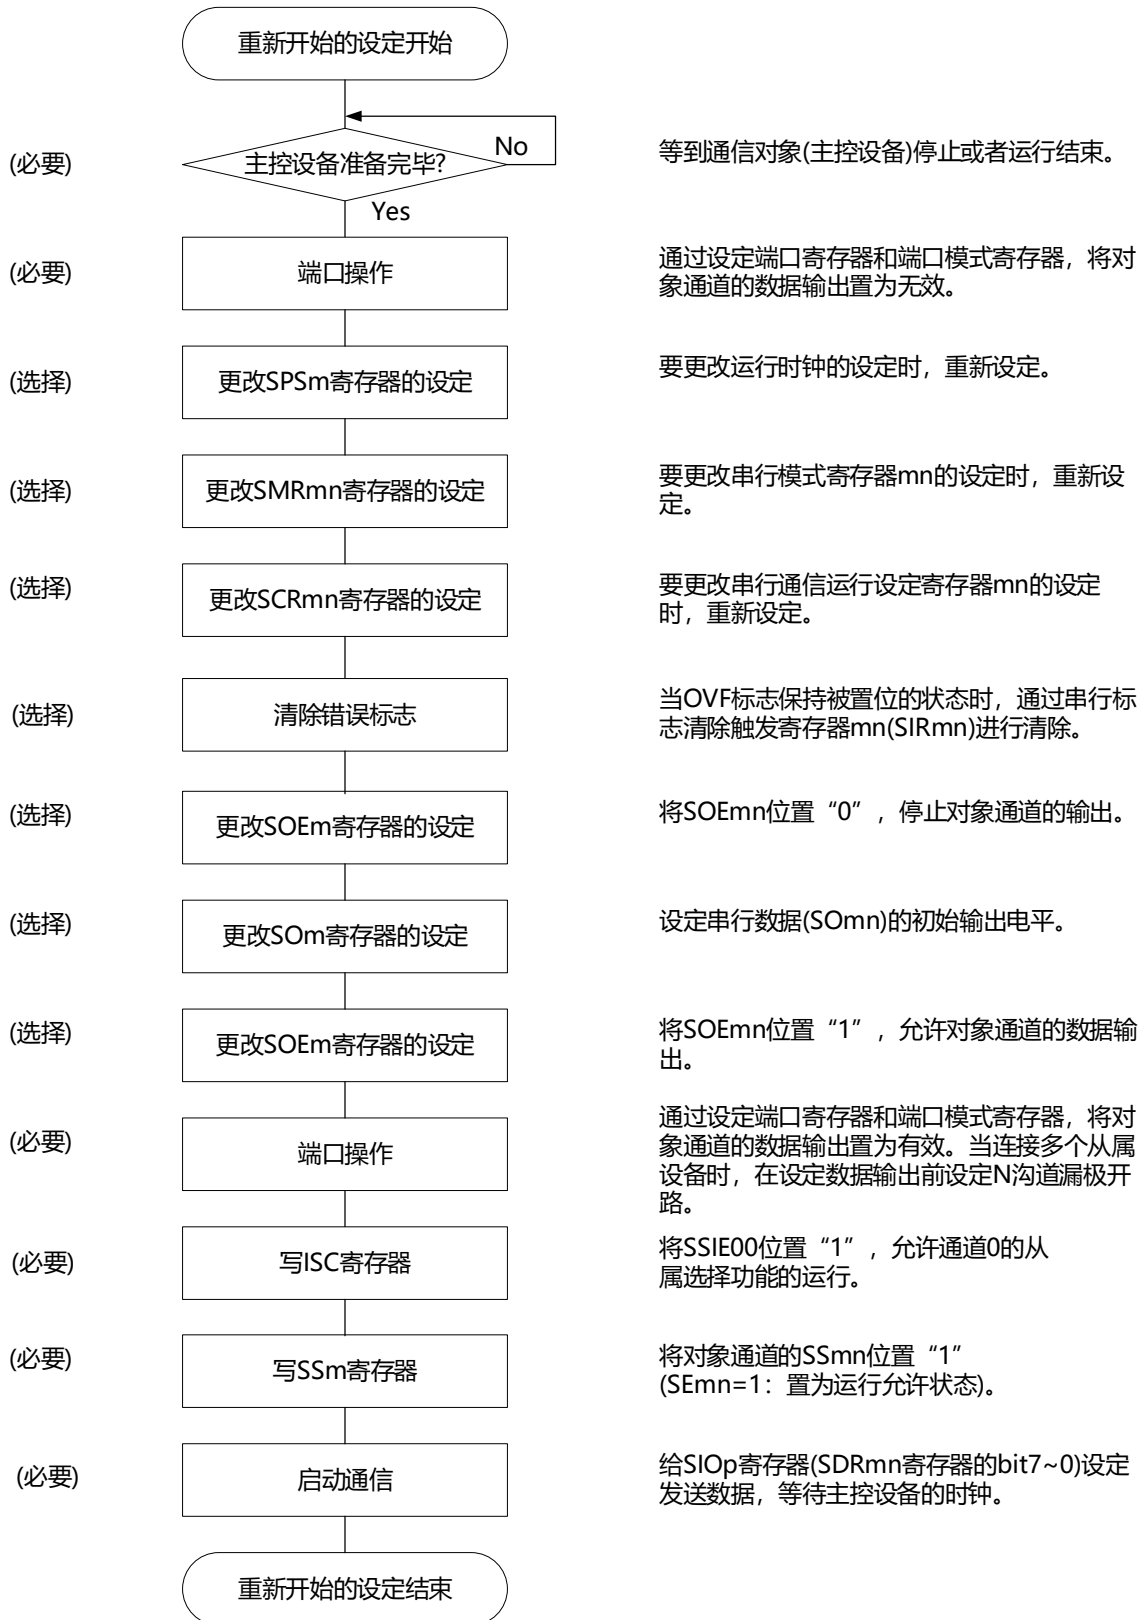 重新开始的设定开始
(必要)
主控设备准备完毕?
No
等到通信对象(主控设备)停止或者运行结束。
Yes
(必要)
端口操作
通过设定端口寄存器和端口模式寄存器，将对
象通道的数据输出置为无效。
(选择)
更改SPSm寄存器的设定
要更改运行时钟的设定时，重新设定。
(选择)
更改SMRmn寄存器的设定
要更改串行模式寄存器mn的设定时，重新设
定。
(选择)
更改SCRmn寄存器的设定
要更改串行通信运行设定寄存器mn的设定
时，重新设定。
(选择)
清除错误标志
当OVF标志保持被置位的状态时，通过串行标
志清除触发寄存器mn(SIRmn)进行清除。
(选择)
更改SOEm寄存器的设定
将SOEmn位置“0”，停止对象通道的输出。
(选择)
更改SOm寄存器的设定
设定串行数据(SOmn)的初始输出电平。
(选择)
更改SOEm寄存器的设定
将SOEmn位置“1”，允许对象通道的数据输
出。
(必要)
端口操作
通过设定端口寄存器和端口模式寄存器，将对
象通道的数据输出置为有效。当连接多个从属
设备时，在设定数据输出前设定N沟道漏极开
路。
(必要)
写ISC寄存器
将SSIE00位置“1”，允许通道0的从
属选择功能的运行。
(必要)
写SSm寄存器
将对象通道的SSmn位置“1”
(SEmn=1：置为运行允许状态)。
(必要)
启动通信
给SIOp寄存器(SDRmn寄存器的bit7~0)设定
发送数据，等待主控设备的时钟。
重新开始的设定结束